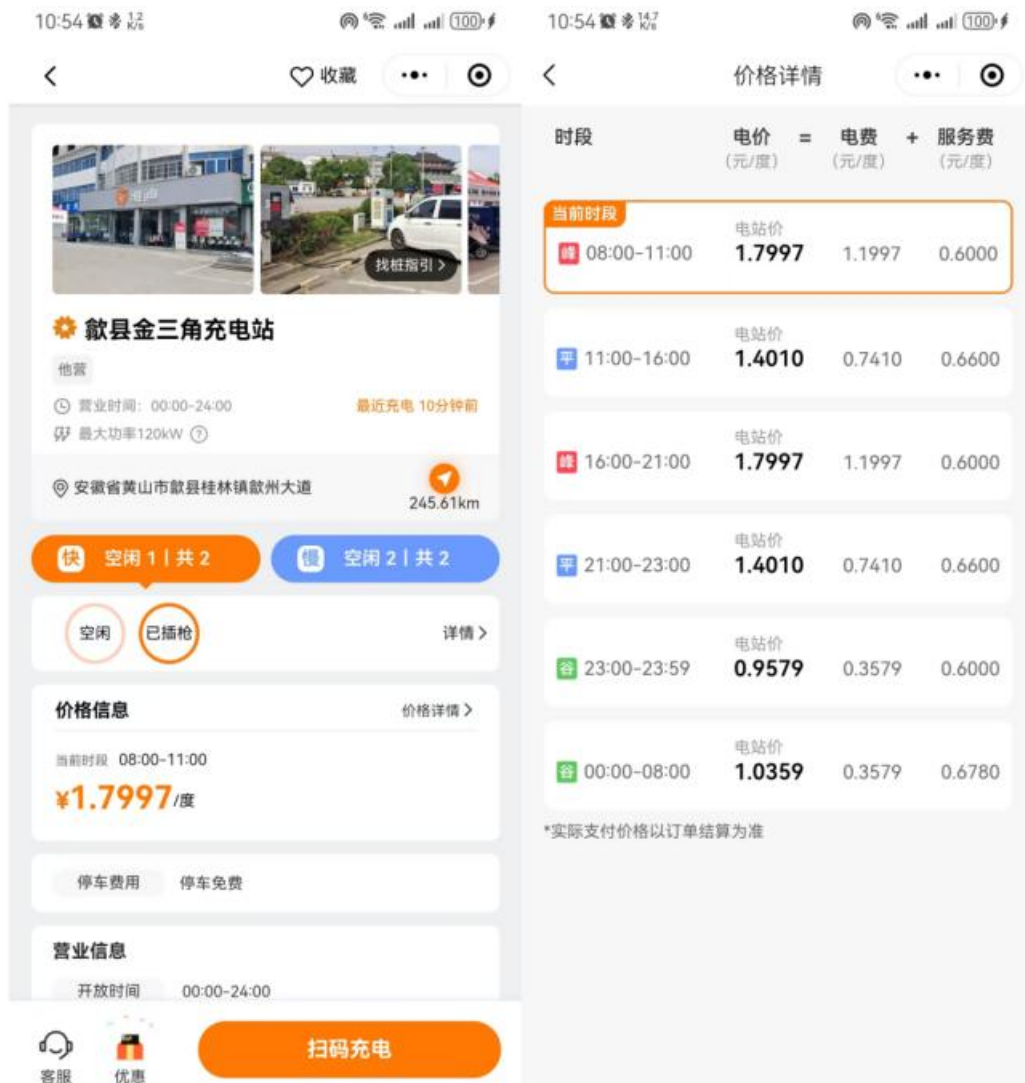 10:54 1.2 K/s 100
收藏
找桩指引 >
歙县金三角充电站
他营
营业时间: 00:00-24:00 最近充电 10分钟前
最大功率120kW ?
安徽省黄山市歙县桂林镇歙州大道
245.61km
快 空闲 1 | 共 2
慢 空闲 2 | 共 2
空闲 已插枪 详情 >
价格信息 价格详情 >
当前时段 08:00-11:00
¥1.7997/度
停车费用 停车免费
营业信息
开放时间 00:00-24:00
客服 优惠 扫码充电
10:54 14.7 K/s 100
价格详情
时段 电价 = 电费 + 服务费
(元/度) (元/度) (元/度)
当前时段
电站价
峰 08:00-11:00 1.7997 1.1997 0.6000
电站价
平 11:00-16:00 1.4010 0.7410 0.6600
电站价
峰 16:00-21:00 1.7997 1.1997 0.6000
电站价
平 21:00-23:00 1.4010 0.7410 0.6600
电站价
谷 23:00-23:59 0.9579 0.3579 0.6000
电站价
谷 00:00-08:00 1.0359 0.3579 0.6780
*实际支付价格以订单结算为准